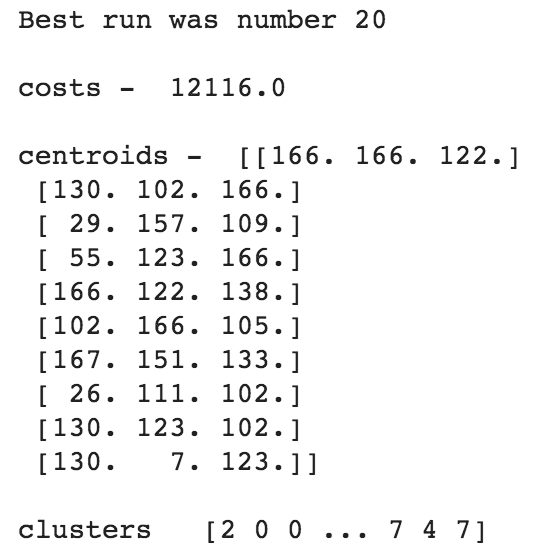 Best run was number 20
costs -  12116.0
centroids -  [[166. 166. 122.]
 [130. 102. 166.]
 [ 29. 157. 109.]
 [ 55. 123. 166.]
 [166. 122. 138.]
 [102. 166. 105.]
 [167. 151. 133.]
 [ 26. 111. 102.]
 [130. 123. 102.]
 [130.   7. 123.]]
clusters   [2 0 0 ... 7 4 7]